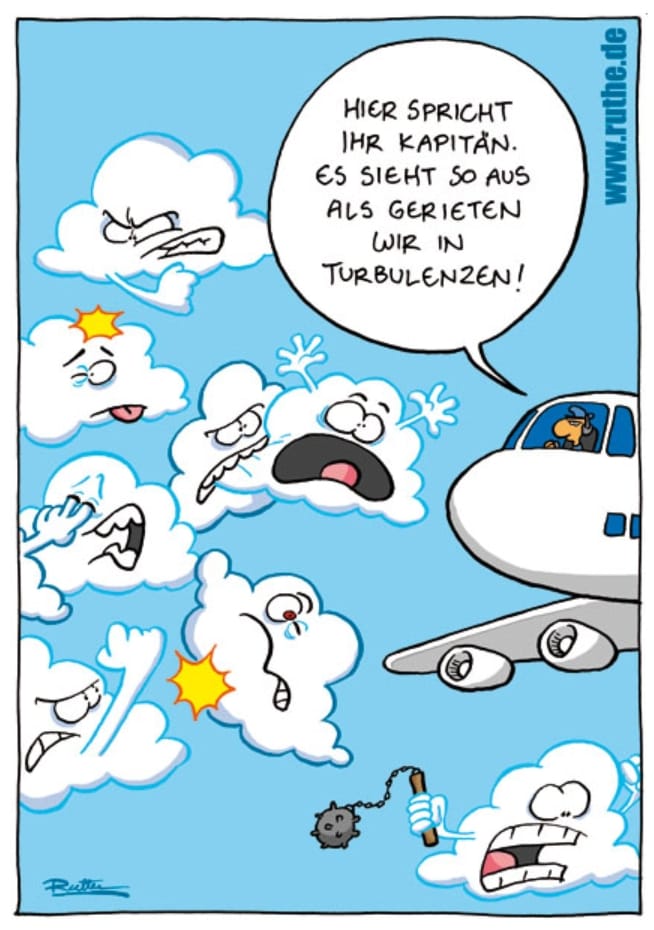 www.ruthe.de
HIER SPRICHT
IHR KAPITÄN.
ES SIEHT SO AUS
ALS GERIETEN
WIR IN
TURBULENZEN!
Ruthe